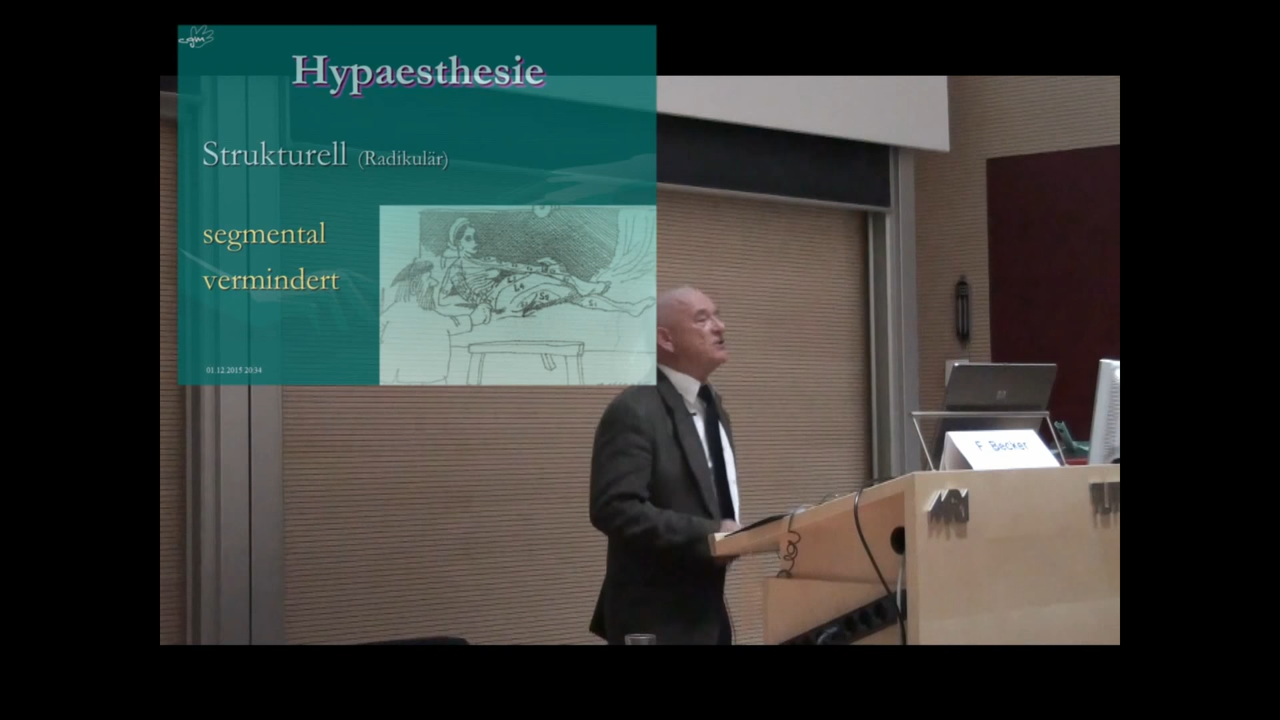 Hypaesthesie
Strukturell (Radikulär)
segmental
vermindert
01.12.2015 20:34
F Becker